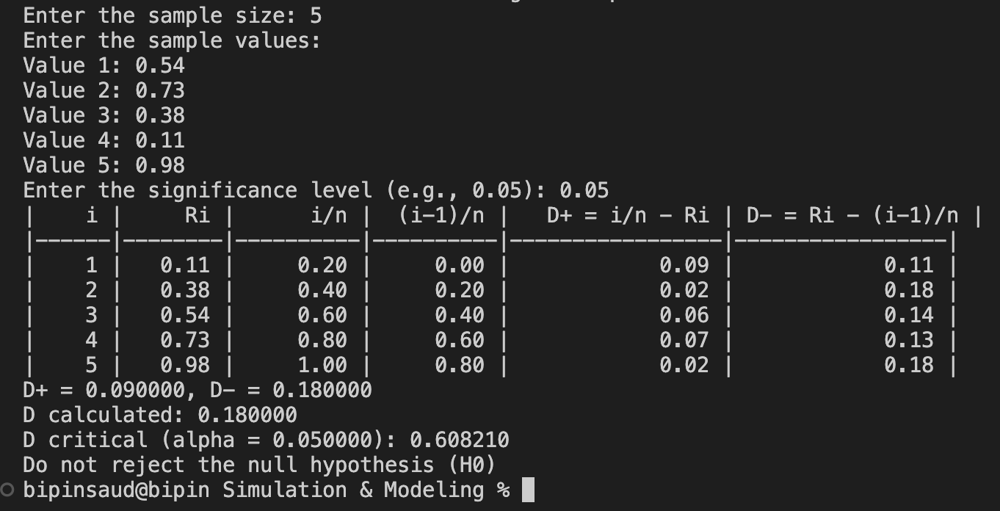 Enter the sample size: 5
Enter the sample values:
Value 1: 0.54
Value 2: 0.73
Value 3: 0.38
Value 4: 0.11
Value 5: 0.98
Enter the significance level (e.g., 0.05): 0.05
|    i |      Ri |      i/n |  (i-1)/n |   D+ = i/n - Ri | D- = Ri - (i-1)/n |
|------|--------|----------|----------|-----------------|-----------------|
|    1 |   0.11 |     0.20 |     0.00 |            0.09 |            0.11 |
|    2 |   0.38 |     0.40 |     0.20 |            0.02 |            0.18 |
|    3 |   0.54 |     0.60 |     0.40 |            0.06 |            0.14 |
|    4 |   0.73 |     0.80 |     0.60 |            0.07 |            0.13 |
|    5 |   0.98 |     1.00 |     0.80 |            0.02 |            0.18 |
D+ = 0.090000, D- = 0.180000
D calculated: 0.180000
D critical (alpha = 0.050000): 0.608210
Do not reject the null hypothesis (H0)
bipinsaud@bipin Simulation & Modeling %